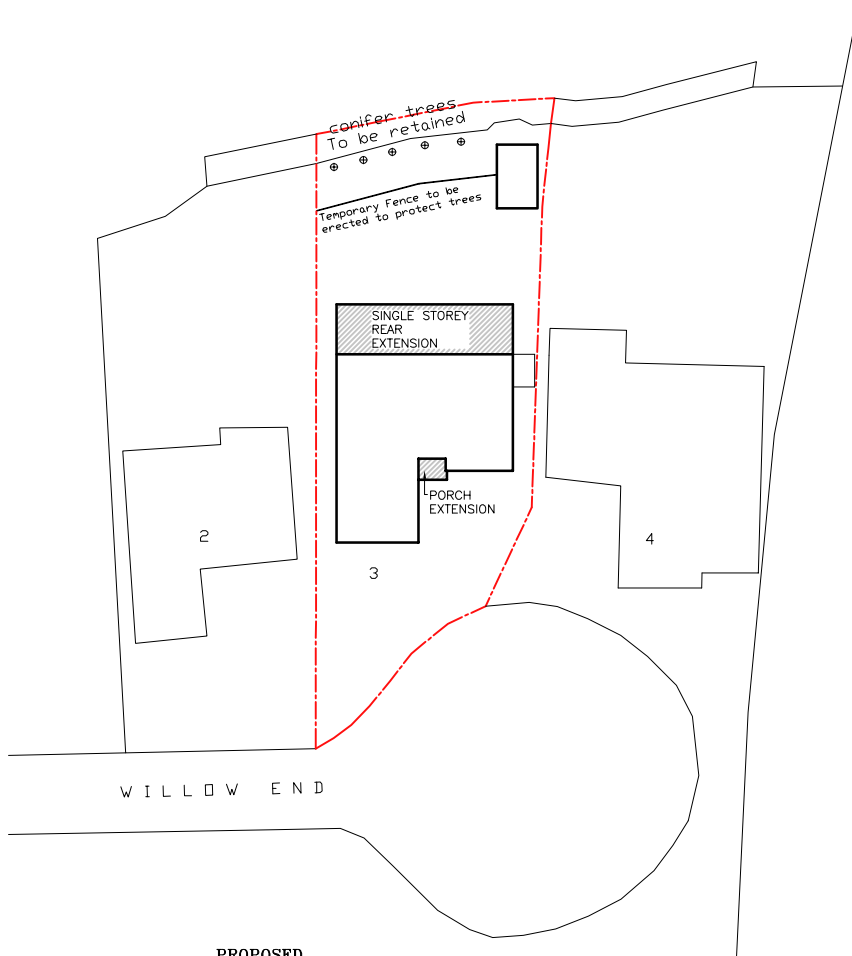 conifer trees
To be retained
Temporary Fence to be
erected to protect trees
SINGLE STOREY
REAR
EXTENSION
PORCH
EXTENSION
2
4
3
WILLOW END
PROPOSED